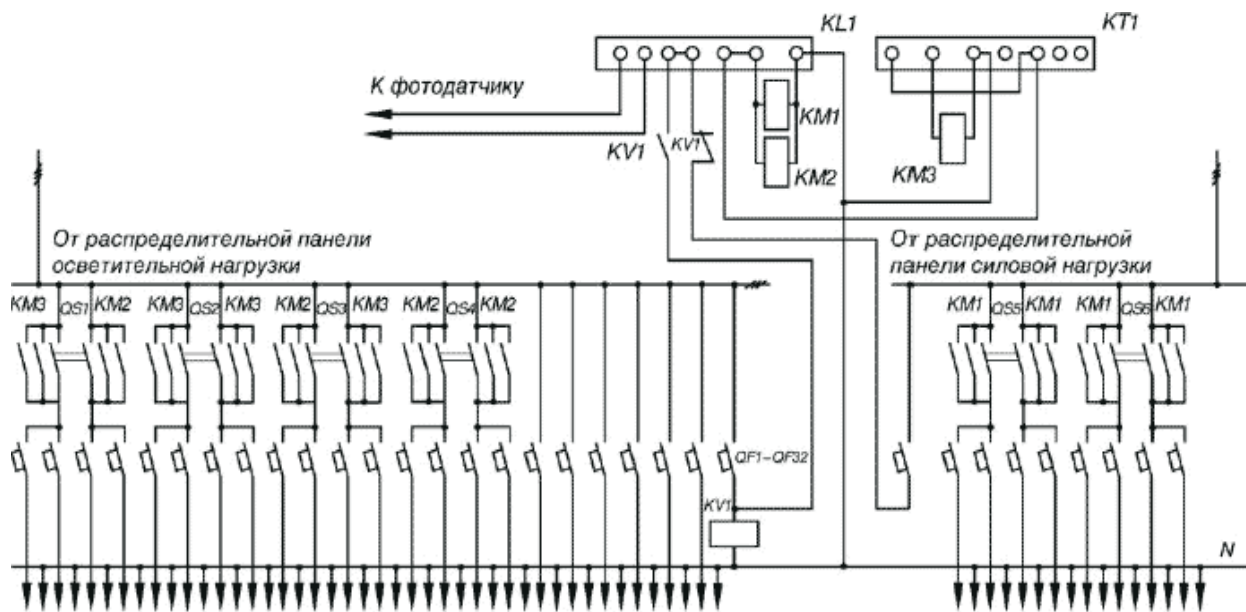 KL1
KT1
К фотодатчику
KM1
KV1
KV1
KM2
KM3
От распределительной панели
осветительной нагрузки
От распределительной
панели силовой нагрузки
KM3 QS1 KM2 KM3 QS2 KM3 KM2 QS3 KM3 KM2 QS4 KM2
KM1 QS5 KM1 KM1 QS6 KM1
QF1–QF32
KV1
N